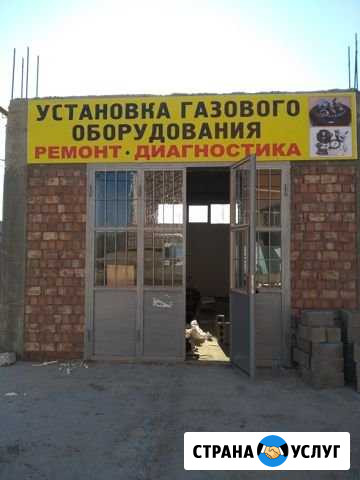 УСТАНОВКА ГАЗОВОГО
ОБОРУДОВАНИЯ
РЕМОНТ · ДИАГНОСТИКА
СТРАНА УСЛУГ